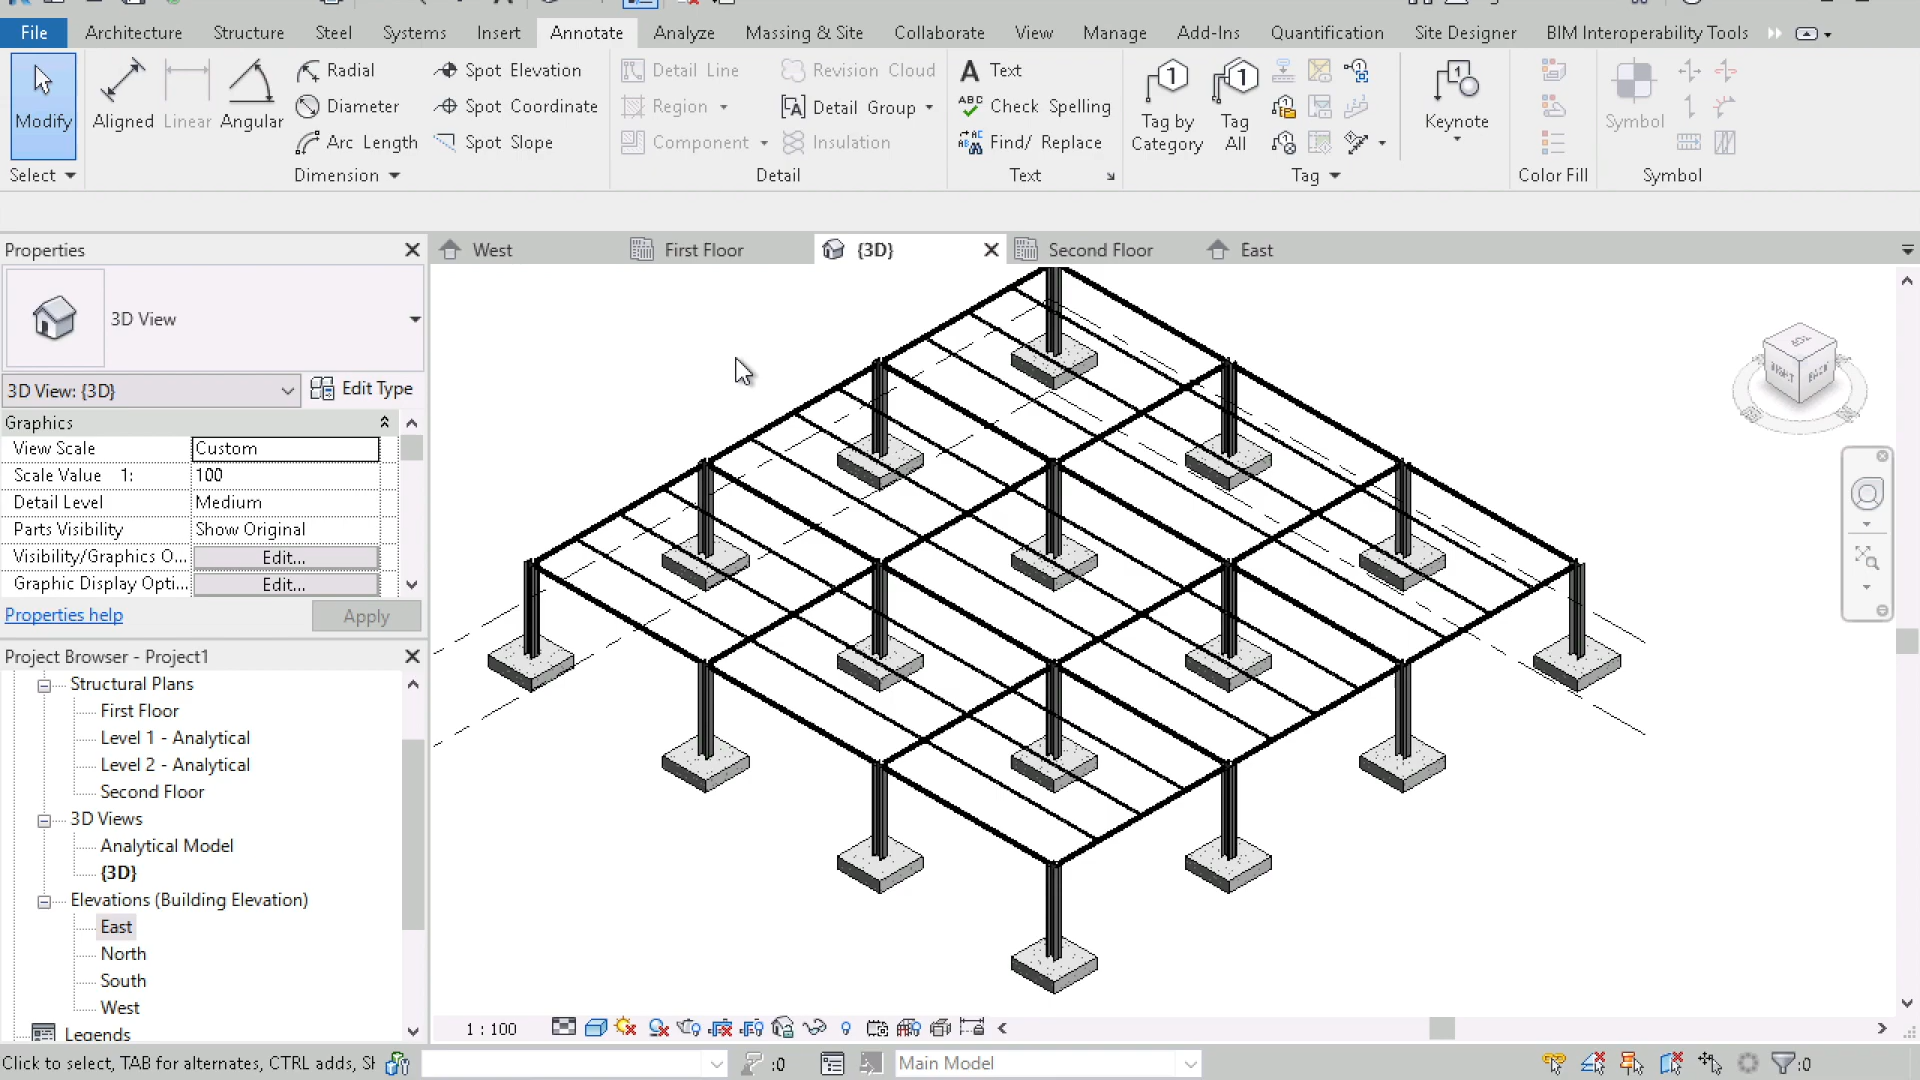 File Architecture Structure Steel Systems Insert Annotate Analyze Massing & Site Collaborate View Manage Add-Ins Quantification Site Designer BIM Interoperability Tools
Modify Aligned Linear Angular
Radial
Diameter
Arc Length
Spot Elevation
Spot Coordinate
Spot Slope
Detail Line
Region
Component
Revision Cloud
Detail Group
Insulation
A Text
ABC Check Spelling
Find/ Replace
1 Tag by Category
1 Tag All
1 Keynote
Symbol
Select Dimension Detail Text Tag Color Fill Symbol
Properties
3D View
3D View: {3D} Edit Type
Graphics
View Scale Custom
Scale Value 1: 100
Detail Level Medium
Parts Visibility Show Original
Visibility/Graphics O... Edit...
Graphic Display Opti... Edit...
Properties help Apply
Project Browser - Project1
Structural Plans
First Floor
Level 1 - Analytical
Level 2 - Analytical
Second Floor
3D Views
Analytical Model
{3D}
Elevations (Building Elevation)
East
North
South
West
Legends
West First Floor {3D} Second Floor East
TOP
RIGHT BACK
1 : 100
Click to select, TAB for alternates, CTRL adds, SH :0 Main Model :0